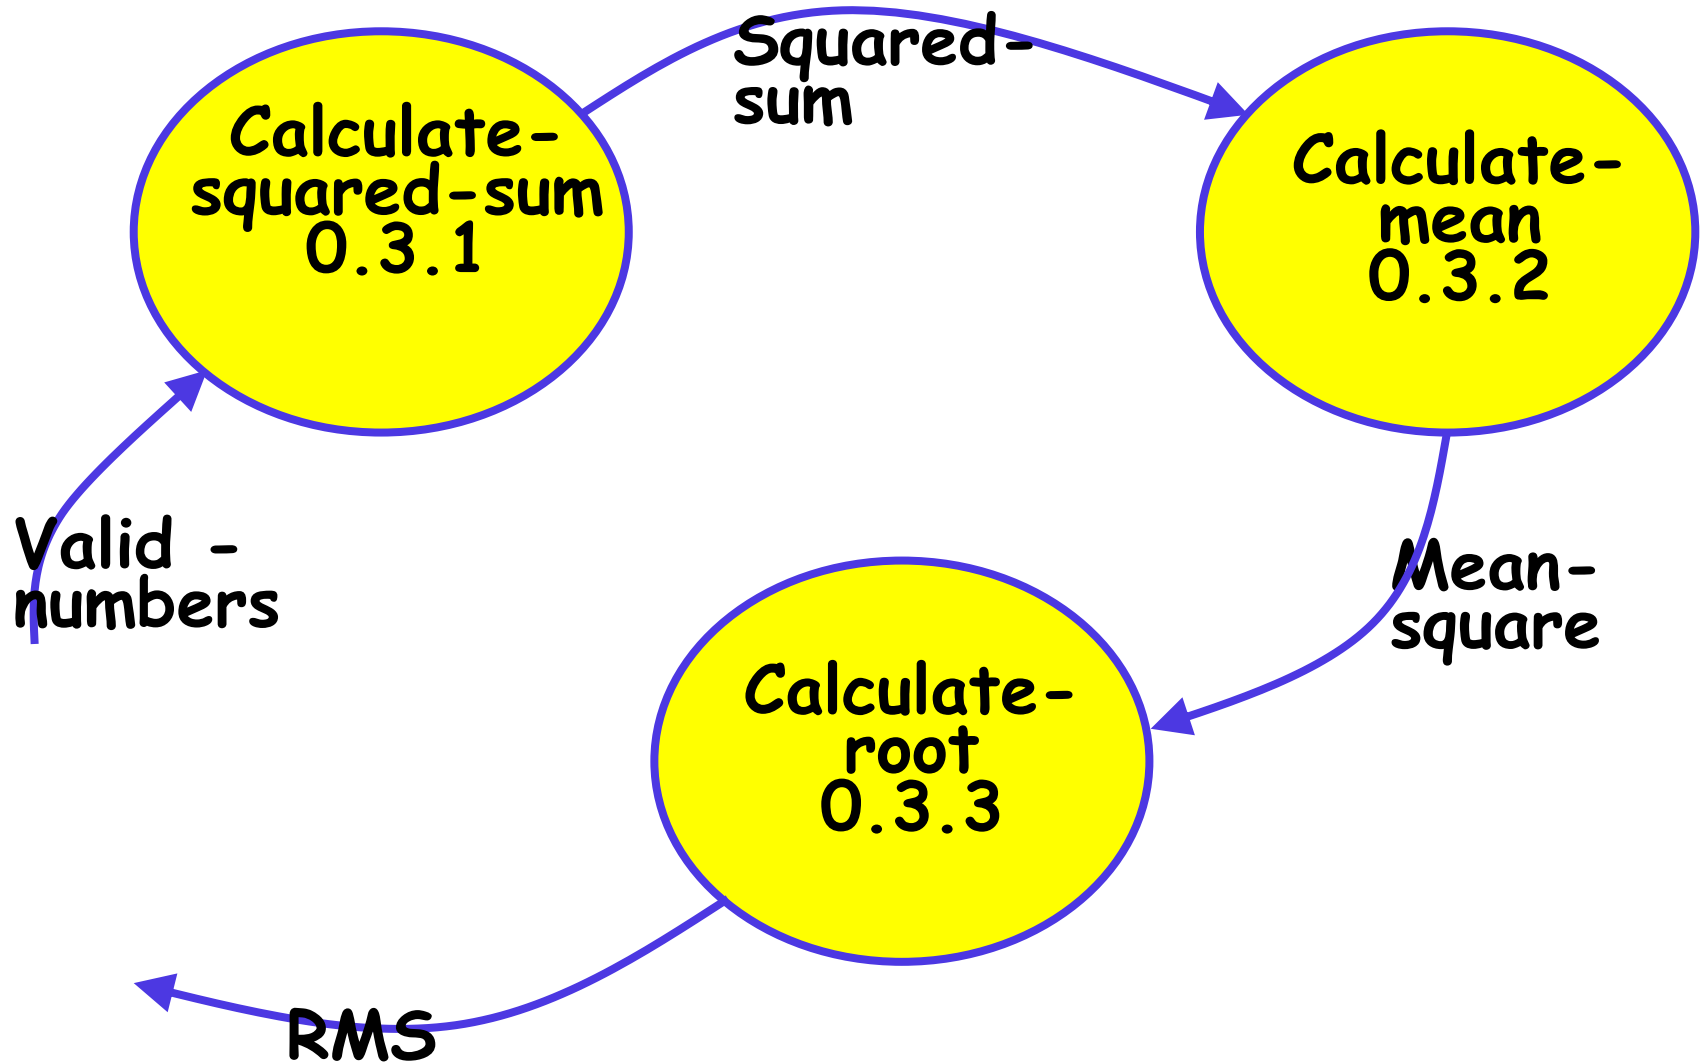 Squared-
sum
Calculate-
squared-sum
0.3.1
Calculate-
mean
0.3.2
Valid -
numbers
Mean-
square
Calculate-
root
0.3.3
RMS